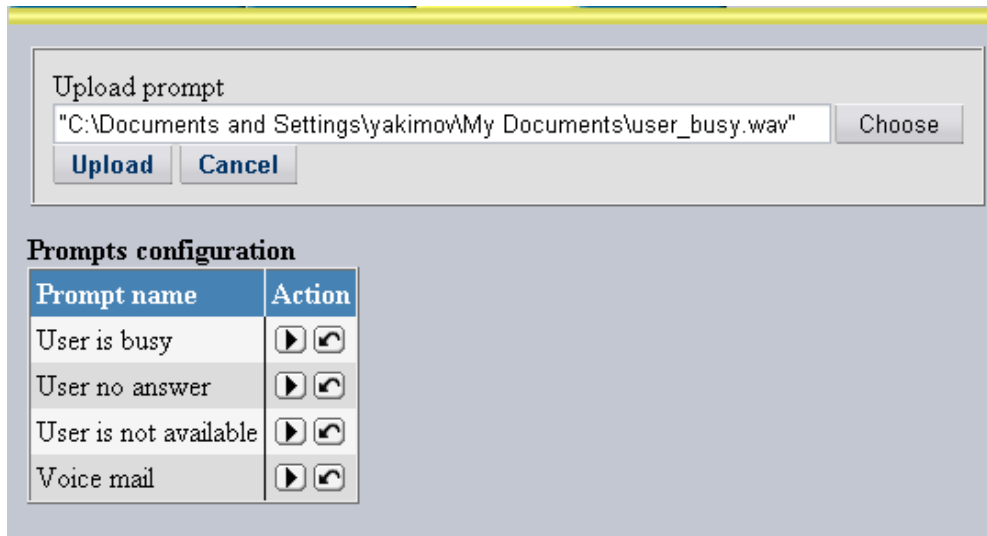 Upload prompt
"C:\Documents and Settings\yakimov\My Documents\user_busy.wav" Choose
Upload Cancel
Prompts configuration
Prompt name Action
User is busy
User no answer
User is not available
Voice mail